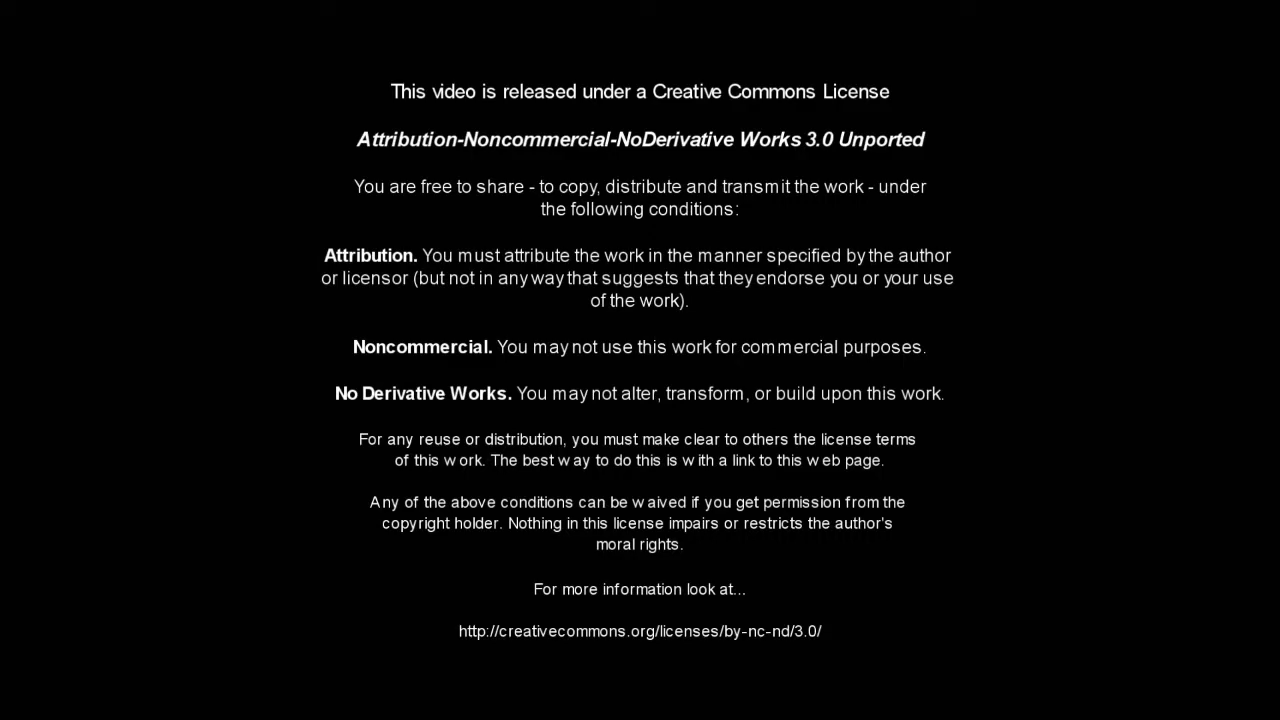 This video is released under a Creative Commons License
Attribution-Noncommercial-NoDerivative Works 3.0 Unported
You are free to share - to copy, distribute and transmit the work - under
the following conditions:
Attribution. You must attribute the work in the manner specified by the author
or licensor (but not in any way that suggests that they endorse you or your use
of the work).
Noncommercial. You may not use this work for commercial purposes.
No Derivative Works. You may not alter, transform, or build upon this work.
For any reuse or distribution, you must make clear to others the license terms
of this work. The best way to do this is with a link to this web page.
Any of the above conditions can be waived if you get permission from the
copyright holder. Nothing in this license impairs or restricts the author's
moral rights.
For more information look at...
http://creativecommons.org/licenses/by-nc-nd/3.0/